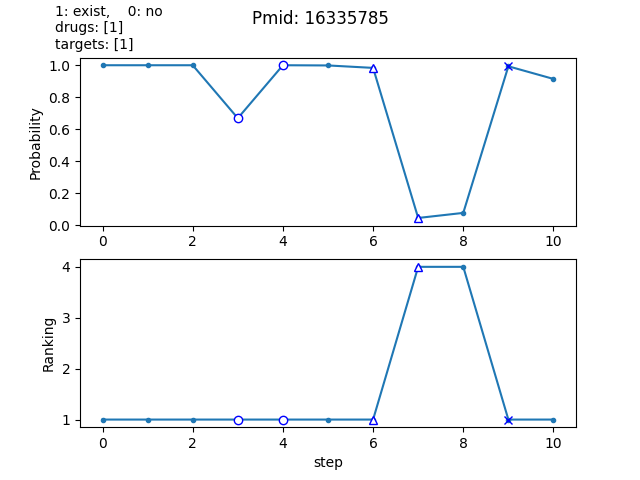 1: exist,    0: no
drugs: [1]
targets: [1]
Pmid: 16335785
1.0
0.8
0.6
0.4
0.2
0.0
Probability
0 2 4 6 8 10
4
3
2
1
Ranking
0 2 4 6 8 10
step